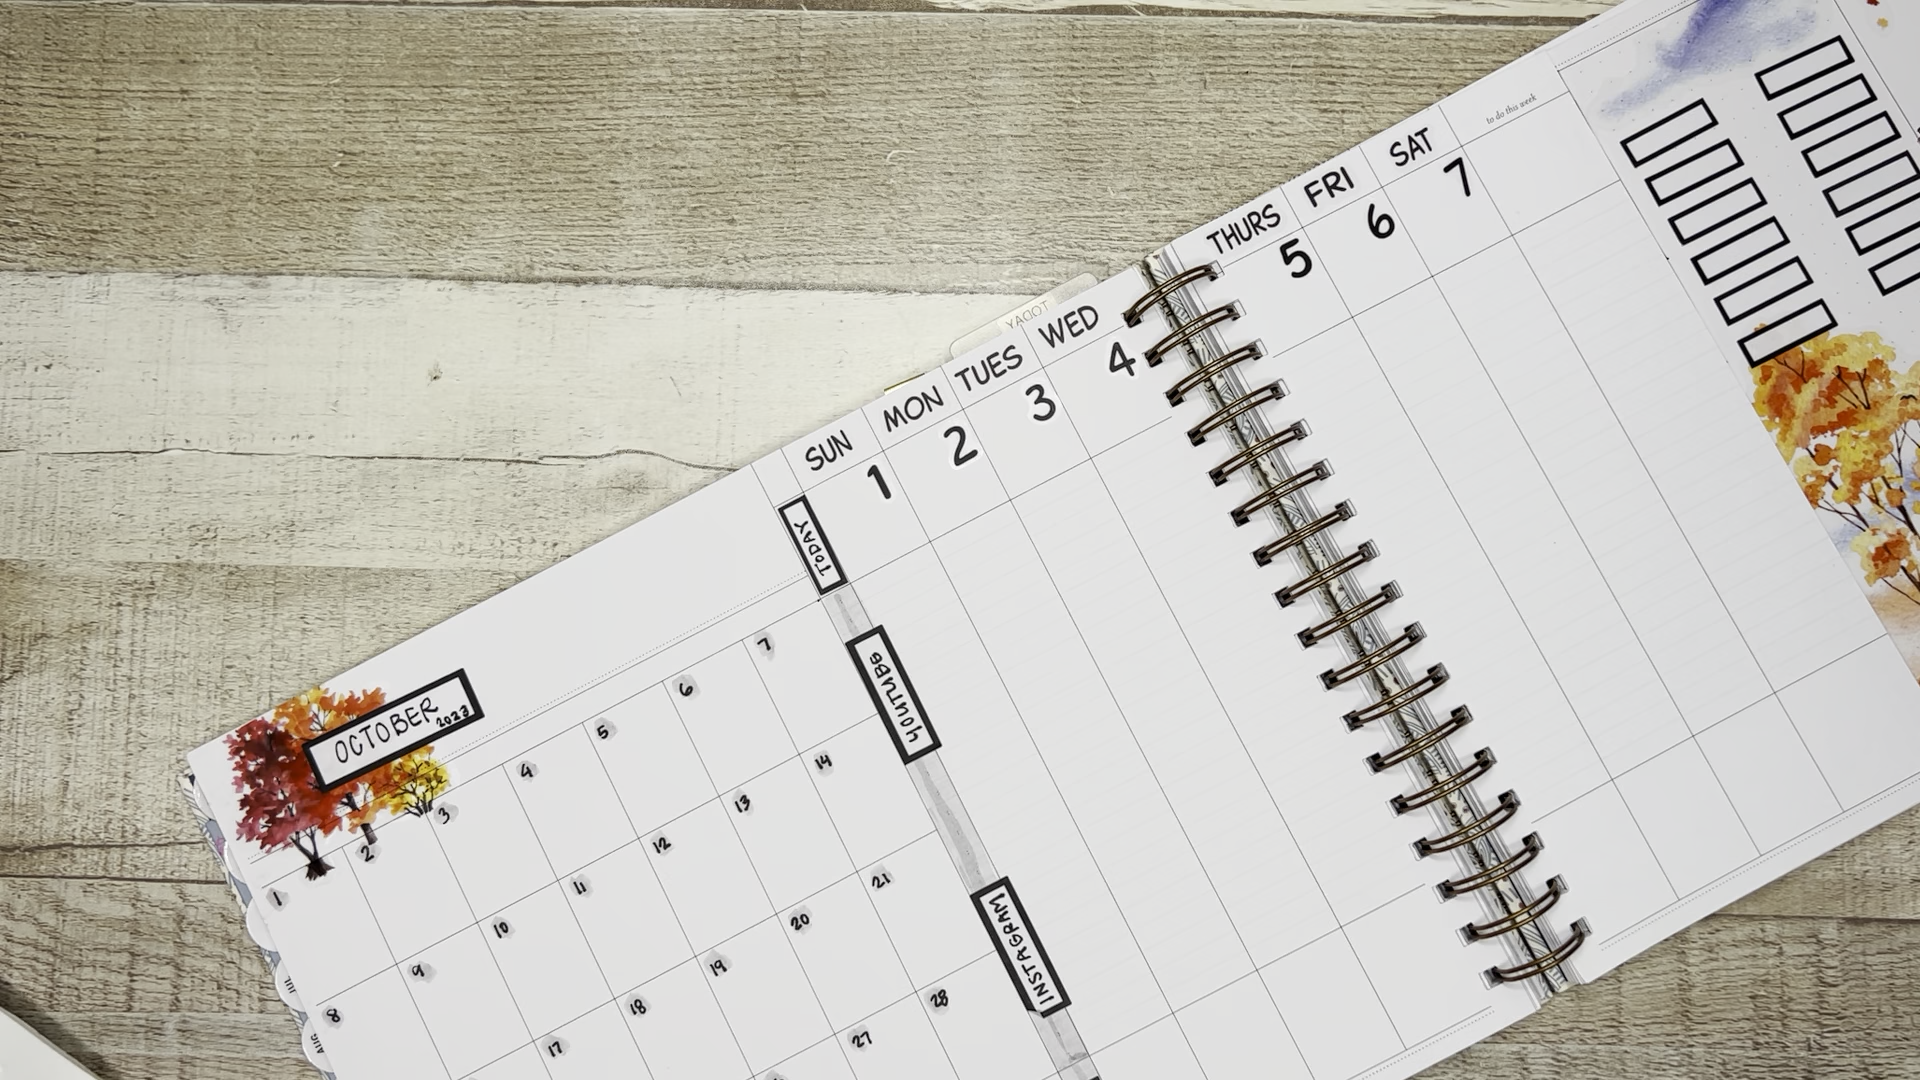 OCTOBER
2023
1 2 3 4 5 6 7
8 9 10 11 12 13 14
17 18 19 20 21
27 28
TODAY
YOUTUBE
INSTAGRAM
TODAY
SUN MON TUES WED THURS FRI SAT
1 2 3 4 5 6 7
to do this week
AUG